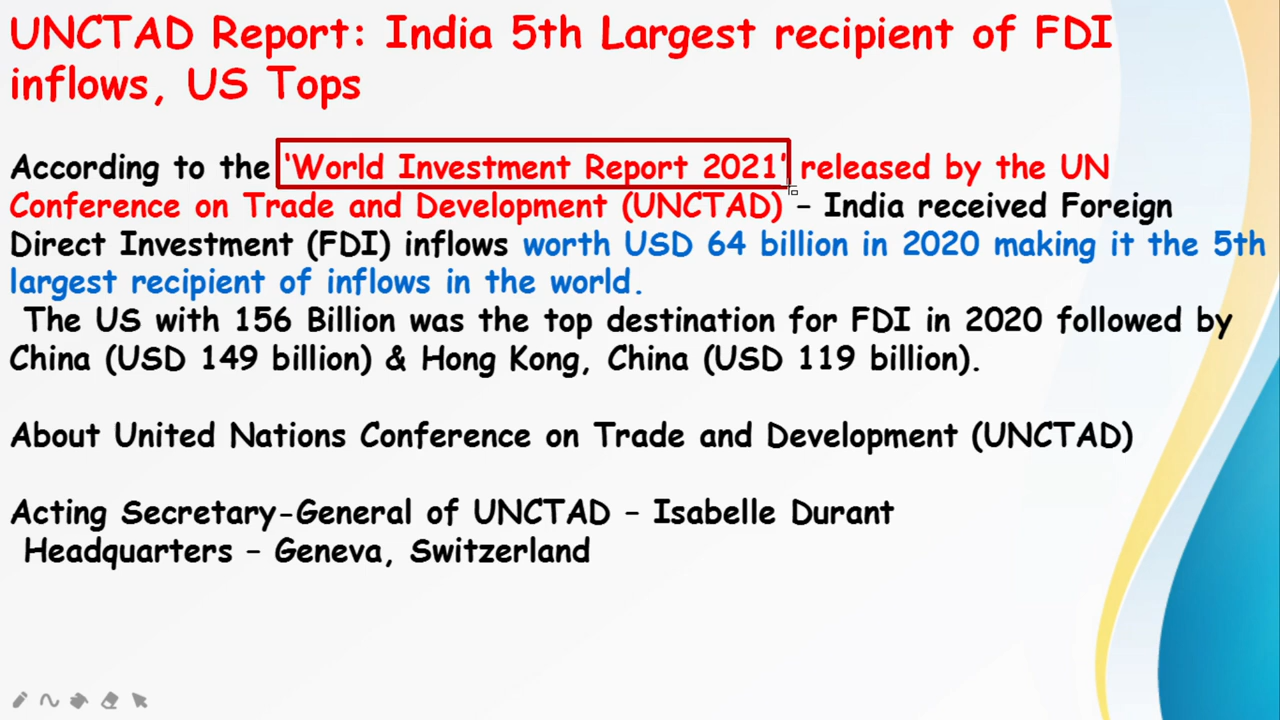 UNCTAD Report: India 5th Largest recipient of FDI
inflows, US Tops
According to the 'World Investment Report 2021' released by the UN
Conference on Trade and Development (UNCTAD) – India received Foreign
Direct Investment (FDI) inflows worth USD 64 billion in 2020 making it the 5th
largest recipient of inflows in the world.
The US with 156 Billion was the top destination for FDI in 2020 followed by
China (USD 149 billion) & Hong Kong, China (USD 119 billion).
About United Nations Conference on Trade and Development (UNCTAD)
Acting Secretary-General of UNCTAD – Isabelle Durant
Headquarters – Geneva, Switzerland